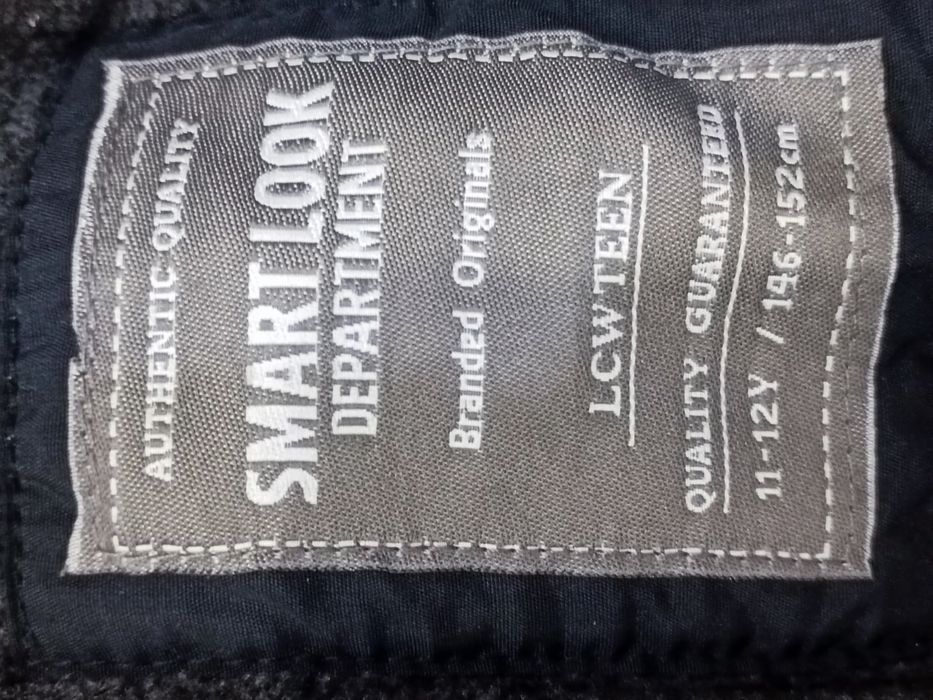 AUTHENTIC QUALITY
SMART LOOK
DEPARTMENT
Branded Originals
LCW TEEN
QUALITY GUARANTEED
11-12Y / 146-152cm